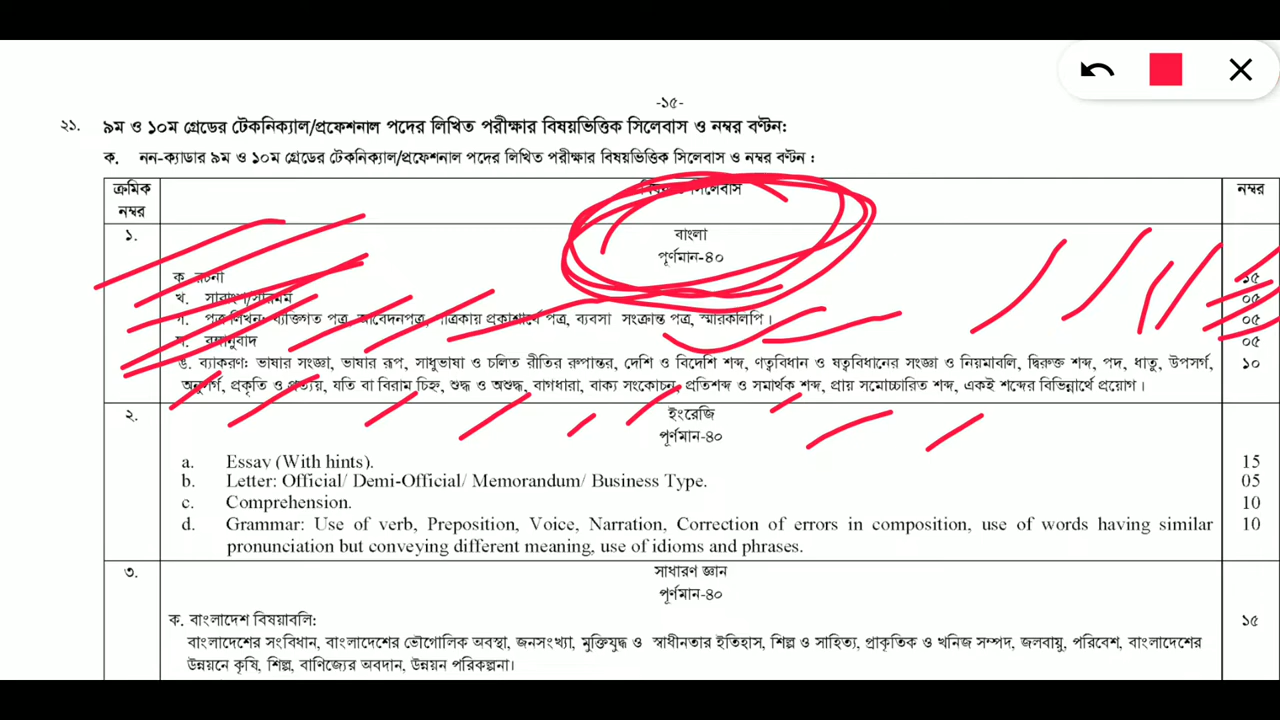 -১৫-
২১. ৯ম ও ১০ম গ্রেডের টেকনিক্যাল/প্রফেশনাল পদের লিখিত পরীক্ষার বিষয়ভিত্তিক সিলেবাস ও নম্বর বণ্টন:
ক. নন-ক্যাডার ৯ম ও ১০ম গ্রেডের টেকনিক্যাল/প্রফেশনাল পদের লিখিত পরীক্ষার বিষয়ভিত্তিক সিলেবাস ও নম্বর বণ্টন :
ক্রমিক নম্বর সিলেবাস নম্বর
১. বাংলা
পূর্ণমান-৪০
ক. রচনা ১৫
খ. সারাংশ/সারমর্ম ০৫
গ. পত্র লিখন: ব্যক্তিগত পত্র, আবেদনপত্র, পত্রিকায় প্রকাশার্থে পত্র, ব্যবসা সংক্রান্ত পত্র, স্মারকলিপি। ০৫
ঘ. বঙ্গানুবাদ ০৫
ঙ. ব্যাকরণ: ভাষার সংজ্ঞা, ভাষার রূপ, সাধুভাষা ও চলিত রীতির রুপান্তর, দেশি ও বিদেশি শব্দ, ণত্ববিধান ও ষত্ববিধানের সংজ্ঞা ও নিয়মাবলি, দ্বিরুক্ত শব্দ, পদ, ধাতু, উপসর্গ, ১০
অনুসর্গ, প্রকৃতি ও প্রত্যয়, যতি বা বিরাম চিহ্ন, শুদ্ধ ও অশুদ্ধ, বাগধারা, বাক্য সংকোচন, প্রতিশব্দ ও সমার্থক শব্দ, প্রায় সমোচ্চারিত শব্দ, একই শব্দের বিভিন্নার্থে প্রয়োগ।
২. ইংরেজি
পূর্ণমান-৪০
a. Essay (With hints). 15
b. Letter: Official/ Demi-Official/ Memorandum/ Business Type. 05
c. Comprehension. 10
d. Grammar: Use of verb, Preposition, Voice, Narration, Correction of errors in composition, use of words having similar 10
pronunciation but conveying different meaning, use of idioms and phrases.
৩. সাধারণ জ্ঞান
পূর্ণমান-৪০
ক. বাংলাদেশ বিষয়াবলি: ১৫
বাংলাদেশের সংবিধান, বাংলাদেশের ভৌগোলিক অবস্থা, জনসংখ্যা, মুক্তিযুদ্ধ ও স্বাধীনতার ইতিহাস, শিল্প ও সাহিত্য, প্রাকৃতিক ও খনিজ সম্পদ, জলবায়ু, পরিবেশ, বাংলাদেশের
উন্নয়নে কৃষি, শিল্প, বাণিজ্যের অবদান, উন্নয়ন পরিকল্পনা।